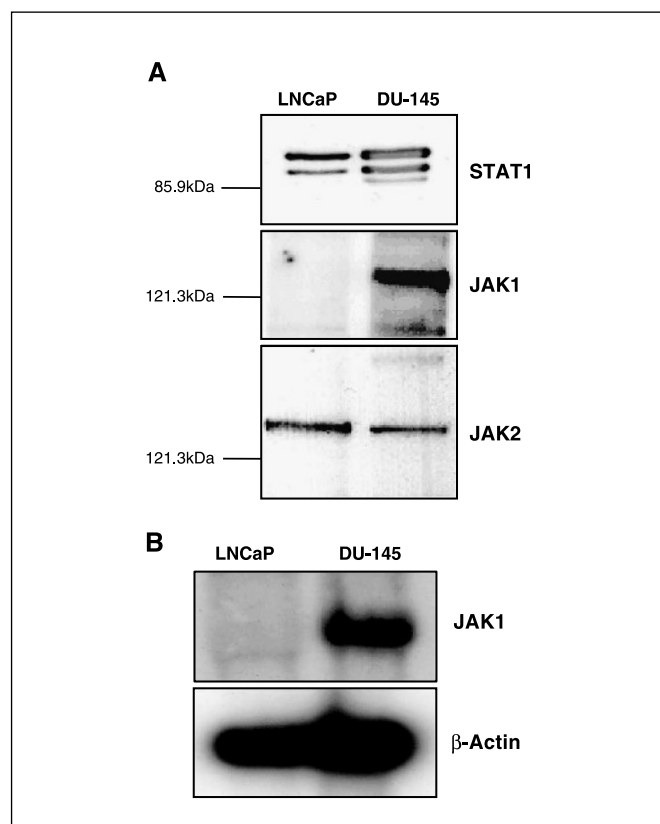 A
LNCaP DU-145
STAT1
85.9kDa
JAK1
121.3kDa
JAK2
121.3kDa
B
LNCaP DU-145
JAK1
β-Actin